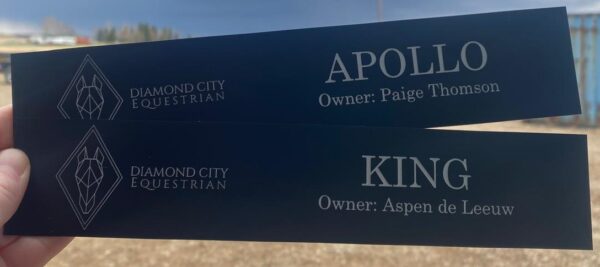 DIAMOND CITY
EQUESTRIAN
APOLLO
Owner: Paige Thomson
DIAMOND CITY
EQUESTRIAN
KING
Owner: Aspen de Leeuw